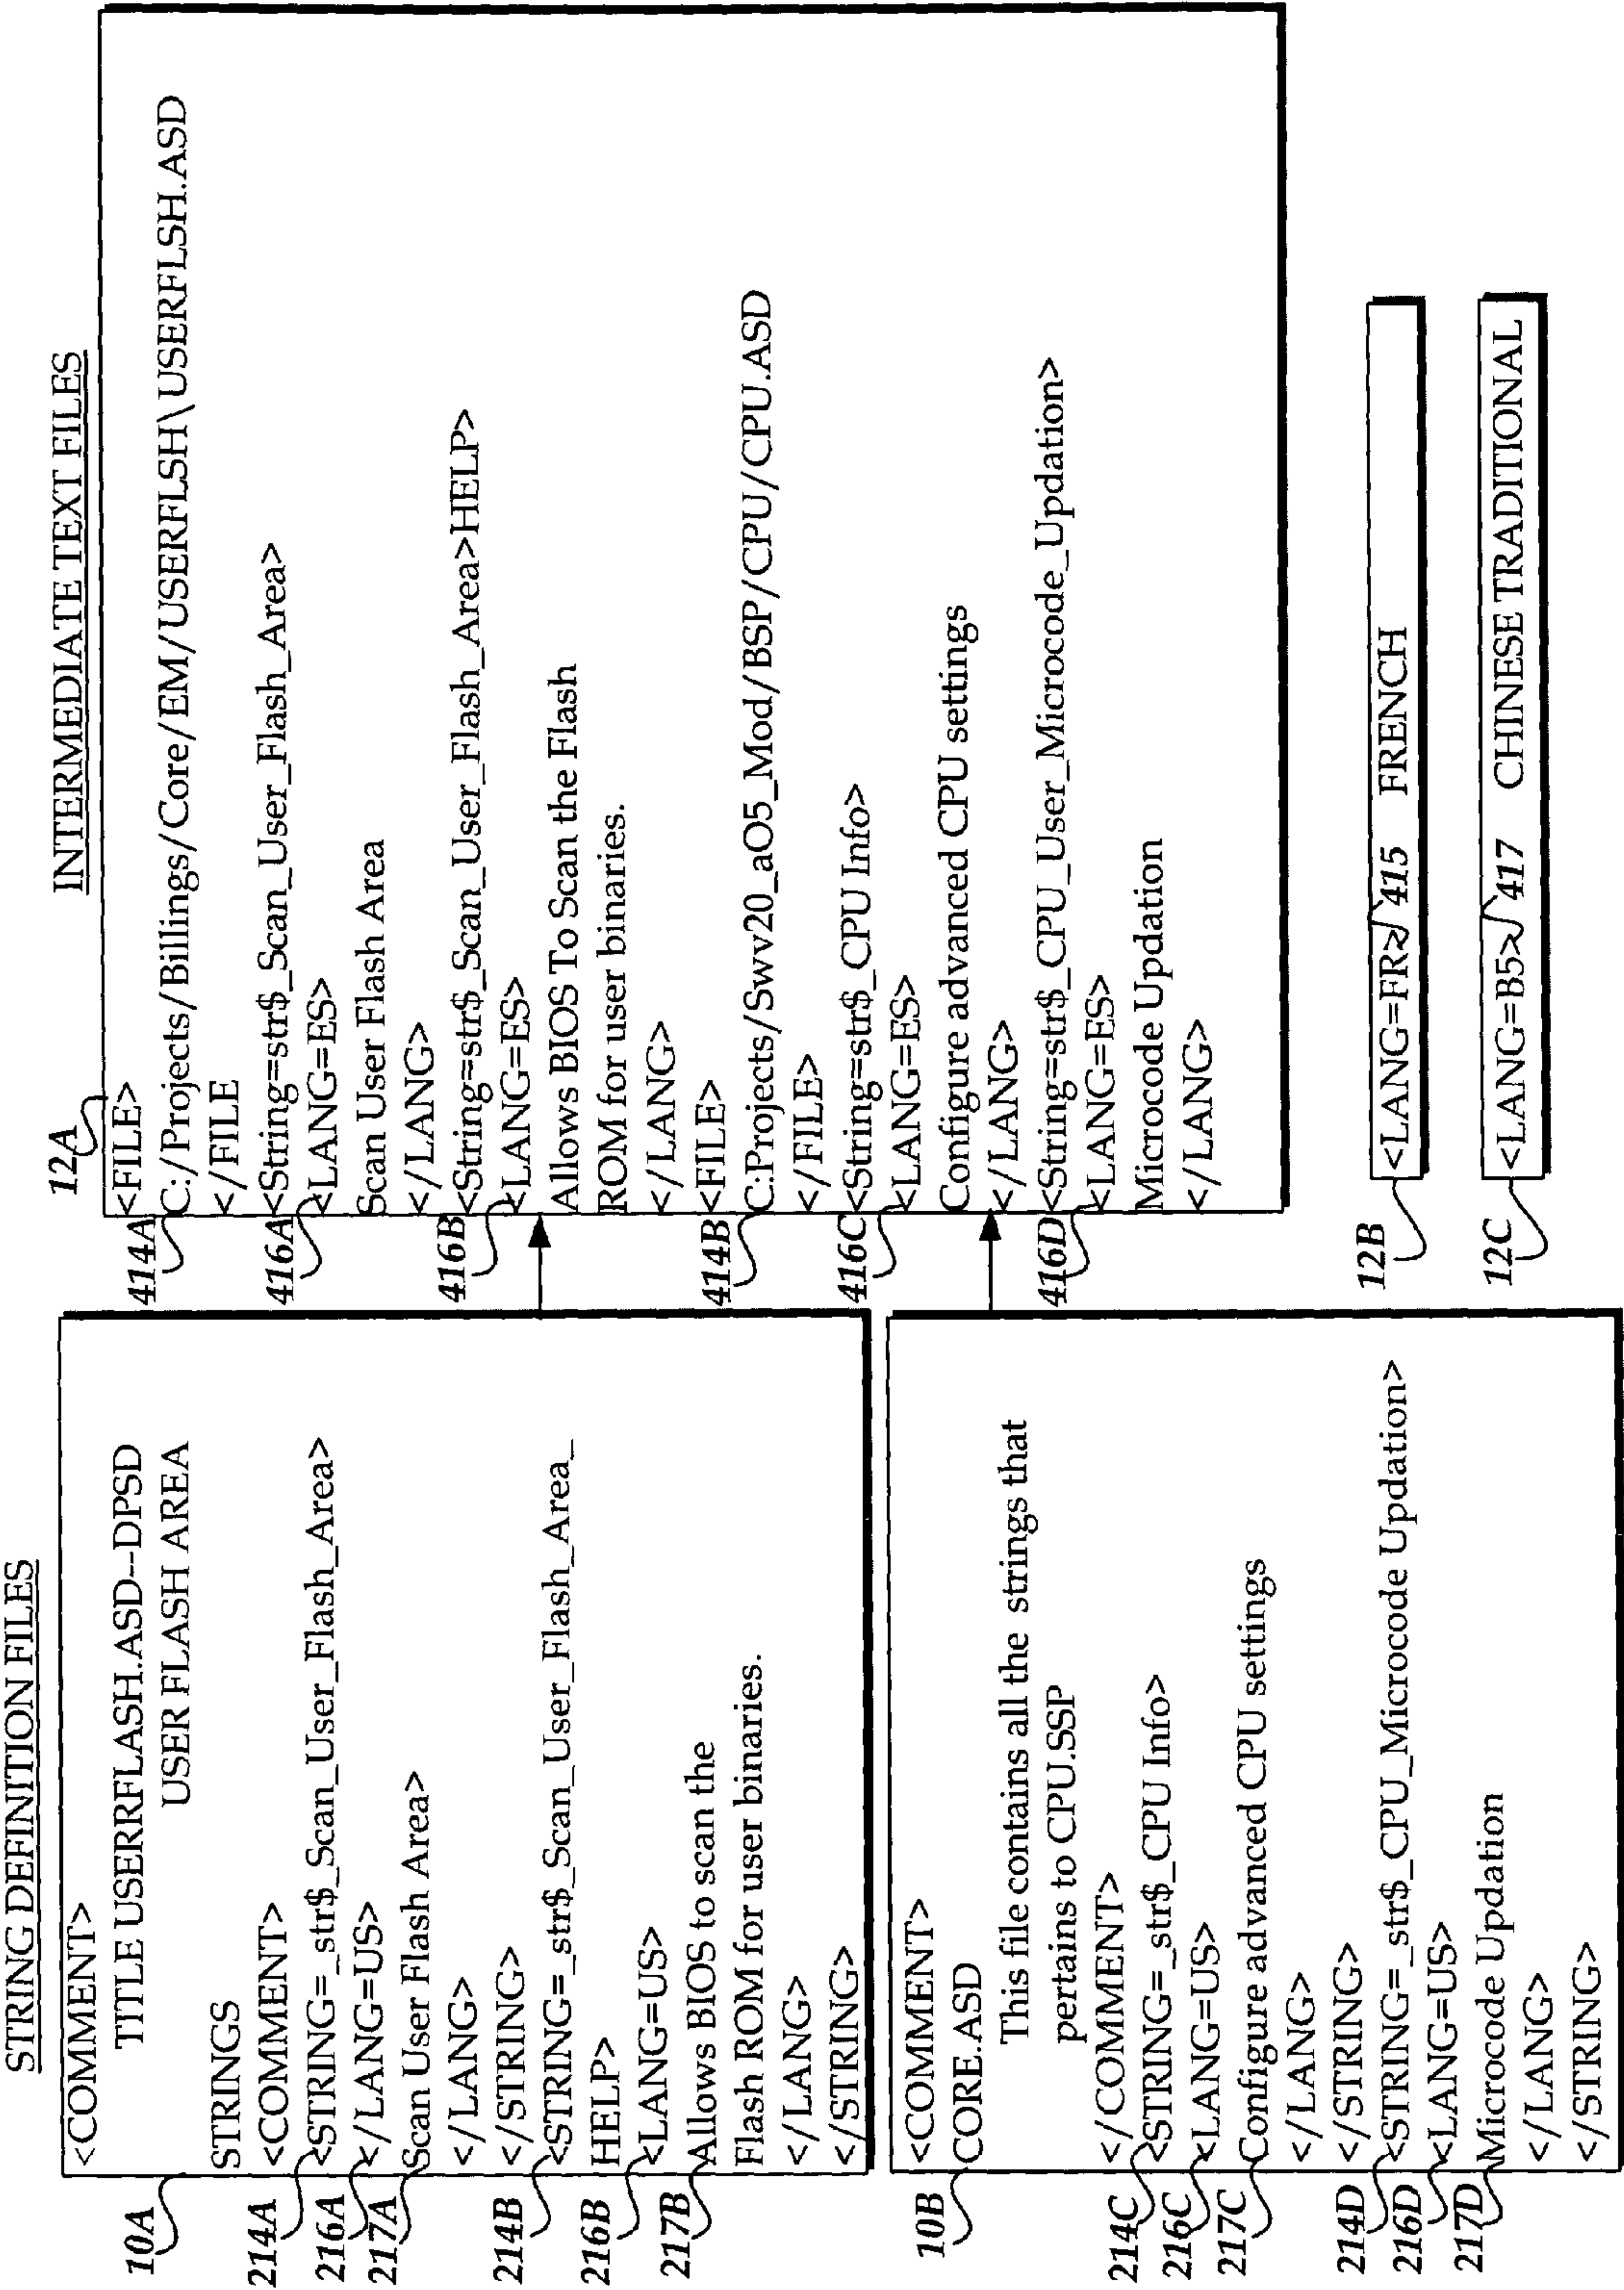 STRING DEFINITION FILES
<COMMENT>
TITLE USERRFLASH.ASD--DPSD
USER FLASH AREA
STRINGS
<COMMENT>
<STRING=_str$_Scan_User_Flash_Area>
</LANG=US>
Scan User Flash Area>
</LANG>
</STRING>
<STRING=_str$_Scan_User_Flash_Area_
HELP>
<LANG=US>
Allows BIOS to scan the
Flash ROM for user binaries.
</LANG>
</STRING>
10A
214A
216A
217A
214B
216B
217B
<COMMENT>
CORE.ASD
This file contains all the strings that
pertains to CPU.SSP
</COMMENT>
<STRING=_str$_CPU Info>
<LANG=US>
Configure advanced CPU settings
</LANG>
</STRING>
<STRING=_str$_CPU_Microcode Updation>
<LANG=US>
Microcode Updation
</LANG>
</STRING>
10B
214C
216C
217C
214D
216D
217D
INTERMEDIATE TEXT FILES
12A
<FILE>
C:/Projects/Billings/Core/EM/USERFLSH\USERFLSH.ASD
</FILE
<String=str$_Scan_User_Flash_Area>
<LANG=ES>
Scan User Flash Area
</LANG>
<String=str$_Scan_User_Flash_Area>HELP>
<LANG=ES>
Allows BIOS To Scan the Flash
ROM for user binaries.
</LANG>
<FILE>
C:Projects/Swv20_aO5_Mod/BSP/CPU/CPU.ASD
</FILE>
<String=str$_CPU Info>
<LANG=ES>
Configure advanced CPU settings
</LANG>
<String=str$_CPU_User_Microcode_Updation>
<LANG=ES>
Microcode Updation
</LANG>
414A
416A
416B
414B
416C
416D
12B
<LANG=FR> 415 FRENCH
12C
<LANG=B5> 417 CHINESE TRADITIONAL